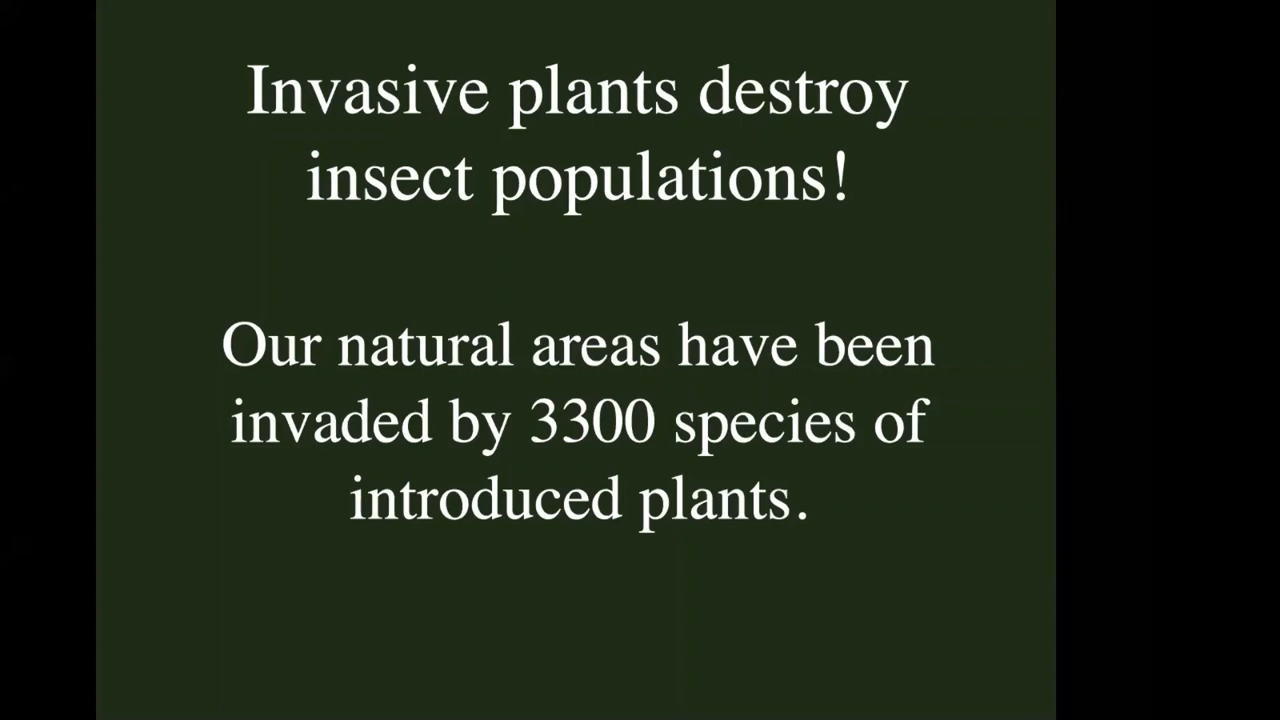 Invasive plants destroy
insect populations!
Our natural areas have been
invaded by 3300 species of
introduced plants.